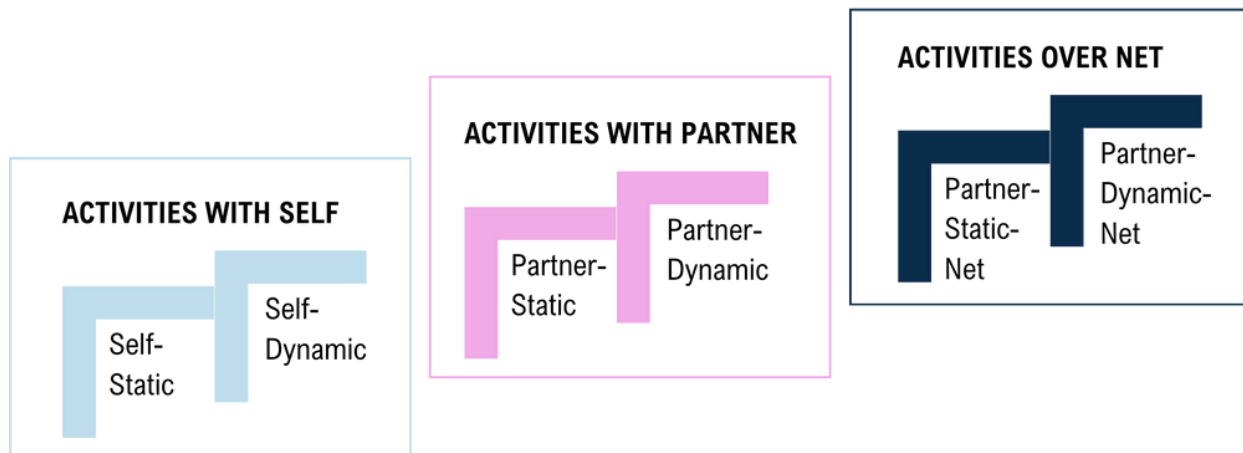 ACTIVITIES WITH SELF
Self-
Static
Self-
Dynamic
ACTIVITIES WITH PARTNER
Partner-
Static
Partner-
Dynamic
ACTIVITIES OVER NET
Partner-
Static-
Net
Partner-
Dynamic-
Net